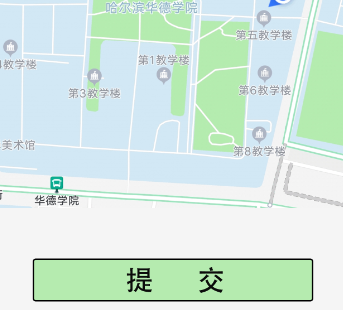 哈尔滨华德学院
第五教学楼
第1教学楼
教学楼
第3教学楼
第6教学楼
第8教学楼
美术馆
华德学院
提 交